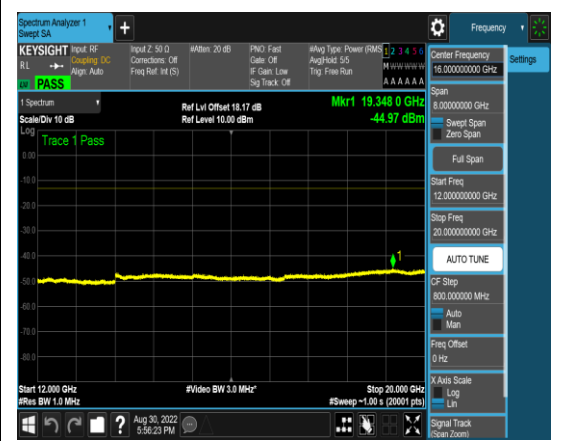 Spectrum Analyzer 1
Swept SA
+
Frequency
KEYSIGHT
Input: RF
Input Z: 50 Ω
#Atten: 20 dB
PNO: Fast
#Avg Type: Power (RMS
1 2 3 4 5 6
RL
Coupling: DC
Corrections: Off
Gate: Off
Avg|Hold: 5/5
Align: Auto
Freq Ref: Int (S)
IF Gain: Low
Trig: Free Run
Sig Track: Off
A A A A A A
PASS
1 Spectrum
Scale/Div 10 dB
Ref Lvl Offset 18.17 dB
Ref Level 10.00 dBm
Mkr1 19.348 0 GHz
-44.97 dBm
Log
Trace 1 Pass
0.00
-10.0
-20.0
-30.0
-40.0
-50.0
-60.0
-70.0
-80.0
1
Start 12.000 GHz
#Res BW 1.0 MHz
#Video BW 3.0 MHz*
Stop 20.000 GHz
#Sweep ~1.00 s (20001 pts)
Center Frequency
16.000000000 GHz
Settings
Span
8.00000000 GHz
Swept Span
Zero Span
Full Span
Start Freq
12.000000000 GHz
Stop Freq
20.000000000 GHz
AUTO TUNE
CF Step
800.000000 MHz
Auto
Man
Freq Offset
0 Hz
X Axis Scale
Log
Lin
Signal Track
(Span Zoom)
?
Aug 30, 2022
5:56:23 PM